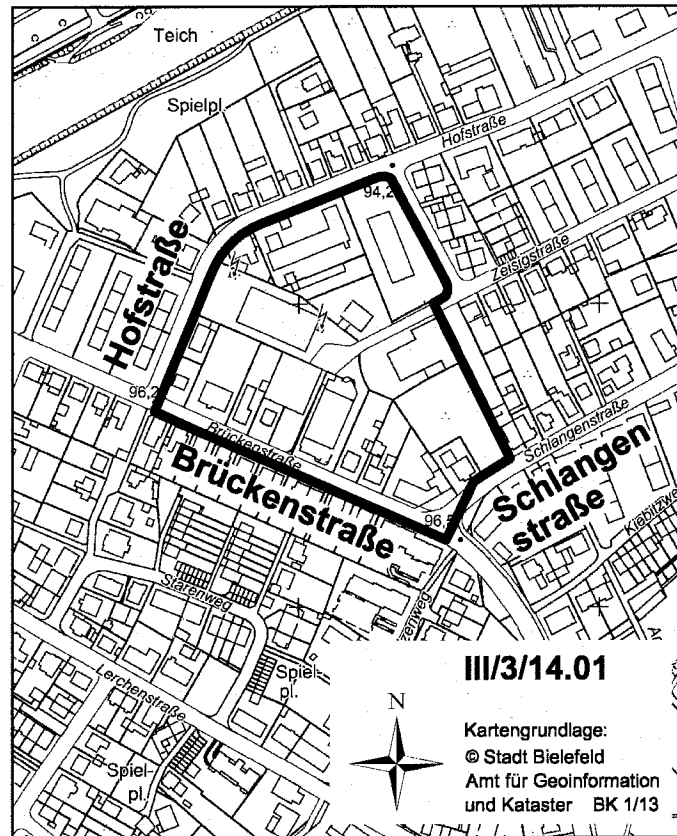 Teich
Spielpl.
Hofstraße
94,2
Hofstraße
Zeisigstraße
96,2
Brückenstraße
Brückenstraße
Schlangenstraße
Schlangen
straße
96,
Kiebitzweg
Starenweg
Lerchenstraße
Spiel-
pl.
Spiel-
pl.
III/3/14.01
N
Kartengrundlage:
© Stadt Bielefeld
Amt für Geoinformation
und Kataster BK 1/13